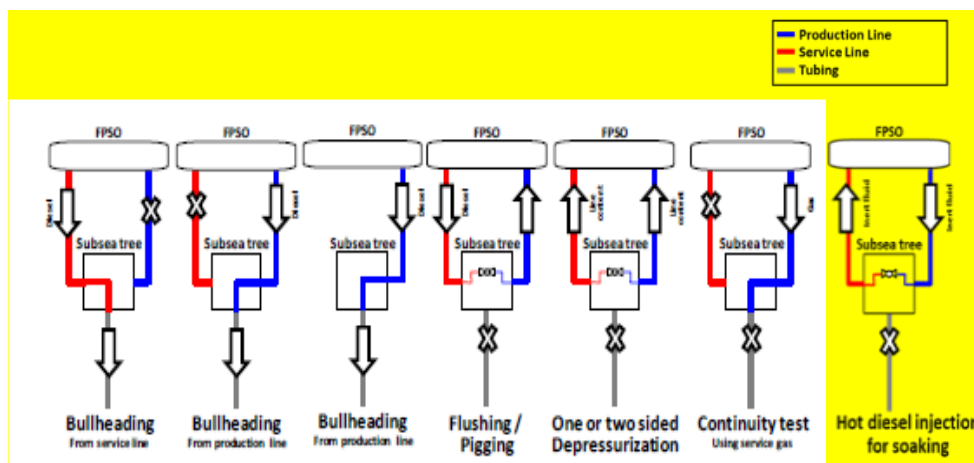 Production Line
Service Line
Tubing
FPSO
Diesel
Subsea tree
Bullheading
From service line
FPSO
Diesel
Subsea tree
Bullheading
From production line
FPSO
Diesel
Subsea tree
Bullheading
From production line
FPSO
Diesel
Subsea tree
Flushing /
Pigging
FPSO
Line
content
Line
content
Subsea tree
One or two sided
Depressurization
FPSO
Gas
Subsea tree
Continuity test
Using service gas
FPSO
Inert fluid
Inert fluid
Subsea tree
Hot diesel injection
for soaking